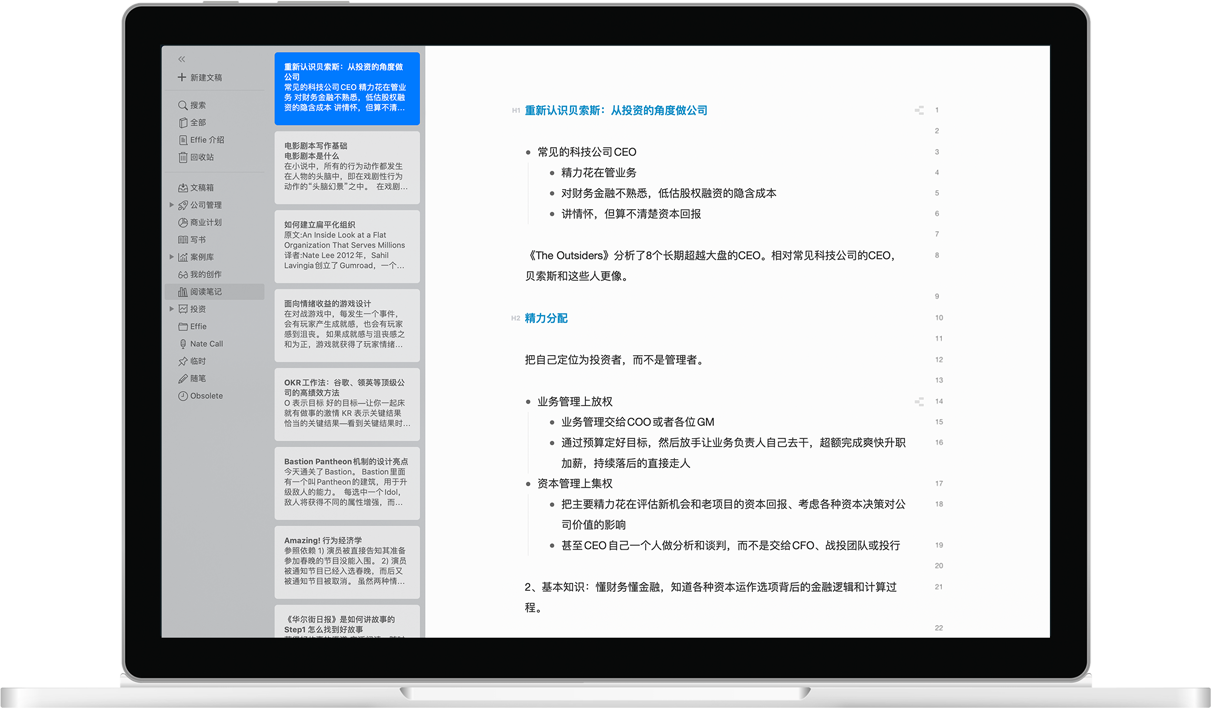 «
新建文稿
搜索
全部
Effie 介绍
回收站
文稿箱
公司管理
商业计划
写书
案例库
我的创作
阅读笔记
投资
Effie
Nate Call
临时
随笔
Obsolete
重新认识贝索斯：从投资的角度做
公司
常见的科技公司CEO 精力花在管业
务 对财务金融不熟悉，低估股权融
资的隐含成本 讲情怀，但算不清…
电影剧本写作基础
电影剧本是什么
在小说中，所有的行为动作都发生
在人物的头脑中，即在戏剧性行为
动作的“头脑幻景”之中。 在戏剧…
如何建立扁平化组织
原文:An Inside Look at a Flat
Organization That Serves Millions
译者:Nate Lee 2012年，Sahil
Lavingia创立了Gumroad，一个…
面向情绪收益的游戏设计
在对战游戏中，每发生一个事件，
会有玩家产生成就感，也会有玩家
感到沮丧。 如果成就感与沮丧感之
和为正，游戏就获得了玩家情绪…
OKR工作法：谷歌、领英等顶级公
司的高绩效方法
O 表示目标 好的目标—让你一起床
就有做事的激情 KR 表示关键结果
恰当的关键结果—看到关键结果时…
Bastion Pantheon机制的设计亮点
今天通关了Bastion。 Bastion里面
有一个叫Pantheon的建筑，用于升
级敌人的能力。 每选中一个Idol,
敌人将获得不同的属性增强，而…
Amazing! 行为经济学
参照依赖 1) 演员被直接告知其准备
参加春晚的节目没能入围。 2) 演员
被通知节目已经入选春晚，而后又
被通知节目被取消。 虽然两种情…
《华尔街日报》是如何讲故事的
Step1 怎么找到好故事
H1 重新认识贝索斯：从投资的角度做公司 1
2
常见的科技公司CEO 3
精力花在管业务 4
对财务金融不熟悉，低估股权融资的隐含成本 5
讲情怀，但算不清楚资本回报 6
7
《The Outsiders》分析了8个长期超越大盘的CEO。相对常见科技公司的CEO， 8
贝索斯和这些人更像。
9
H2 精力分配 10
11
把自己定位为投资者，而不是管理者。 12
13
业务管理上放权 14
业务管理交给COO或者各位GM 15
通过预算定好目标，然后放手让业务负责人自己去干，超额完成爽快升职 16
加薪，持续落后的直接走人
资本管理上集权 17
把主要精力花在评估新机会和老项目的资本回报、考虑各种资本决策对公 18
司价值的影响
甚至CEO自己一个人做分析和谈判，而不是交给CFO、战投团队或投行 19
20
2、基本知识：懂财务懂金融，知道各种资本运作选项背后的金融逻辑和计算过 21
程。
22